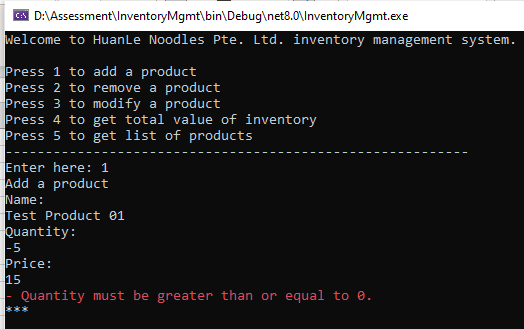 D:\Assessment\InventoryMgmt\bin\Debug\net8.0\InventoryMgmt.exe
Welcome to HuanLe Noodles Pte. Ltd. inventory management system.
Press 1 to add a product
Press 2 to remove a product
Press 3 to modify a product
Press 4 to get total value of inventory
Press 5 to get list of products
----------------------------------------------------------
Enter here: 1
Add a product
Name:
Test Product 01
Quantity:
-5
Price:
15
- Quantity must be greater than or equal to 0.
***